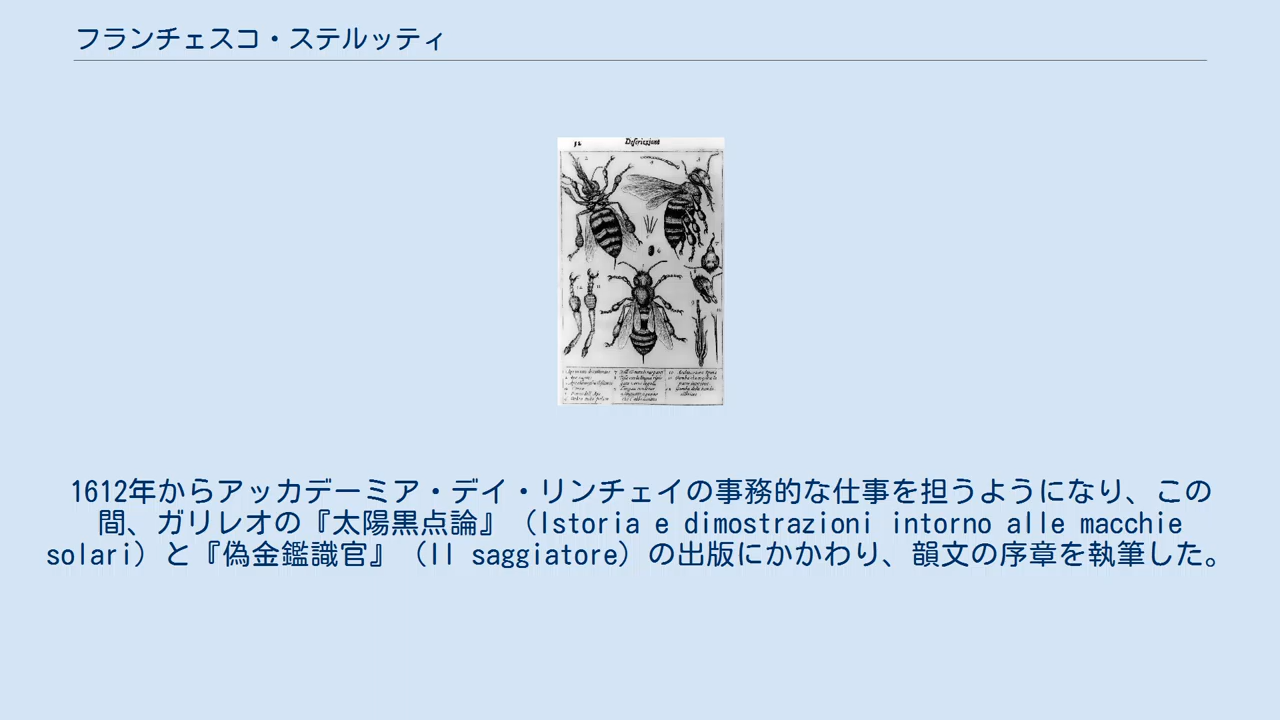 フランチェスコ・ステルッティ
1612年からアッカデーミア・デイ・リンチェイの事務的な仕事を担うようになり、この
間、ガリレオの『太陽黒点論』（Istoria e dimostrazioni intorno alle macchie
solari）と『偽金鑑識官』（Il saggiatore）の出版にかかわり、韻文の序章を執筆した。